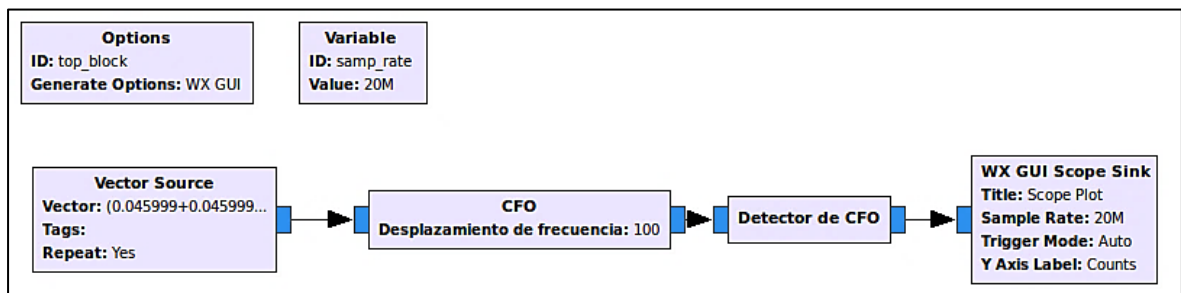 Options
ID: top_block
Generate Options: WX GUI
Variable
ID: samp_rate
Value: 20M
Vector Source
Vector: (0.045999+0.045999...
Tags:
Repeat: Yes
CFO
Desplazamiento de frecuencia: 100
Detector de CFO
WX GUI Scope Sink
Title: Scope Plot
Sample Rate: 20M
Trigger Mode: Auto
Y Axis Label: Counts